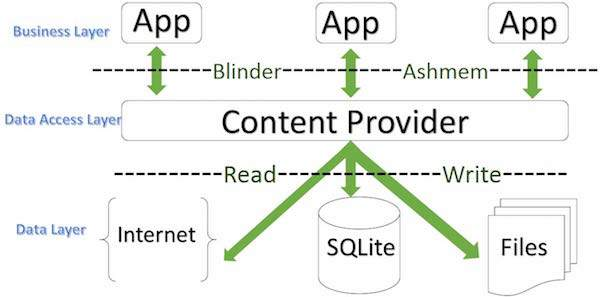 Business Layer
App
App
App
Blinder
Ashmem
Data Access Layer
Content Provider
Read
Write
Data Layer
Internet
SQLite
Files